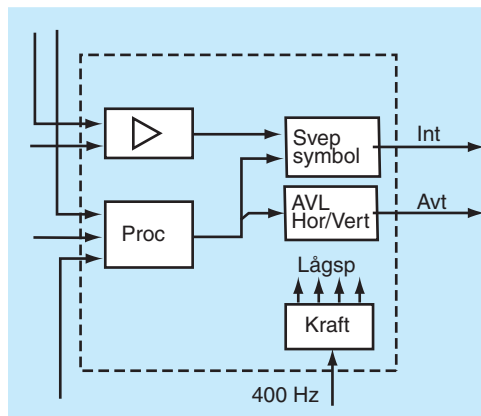 Svep
symbol
Int
Proc
AVL
Hor/Vert
Avt
Lågsp
Kraft
400 Hz